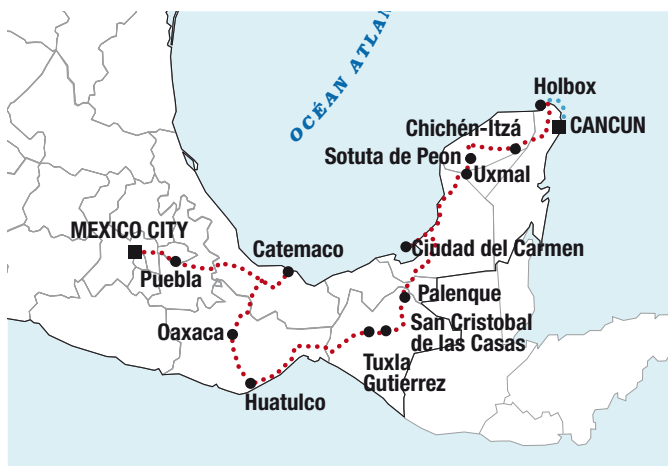 OCÉAN ATLAN
Holbox
CANCUN
Chichén-Itzá
Sotuta de Peon
Uxmal
MEXICO CITY
Puebla
Catemaco
Ciudad del Carmen
Palenque
Oaxaca
San Cristobal
de las Casas
Tuxla
Gutierrez
Huatulco